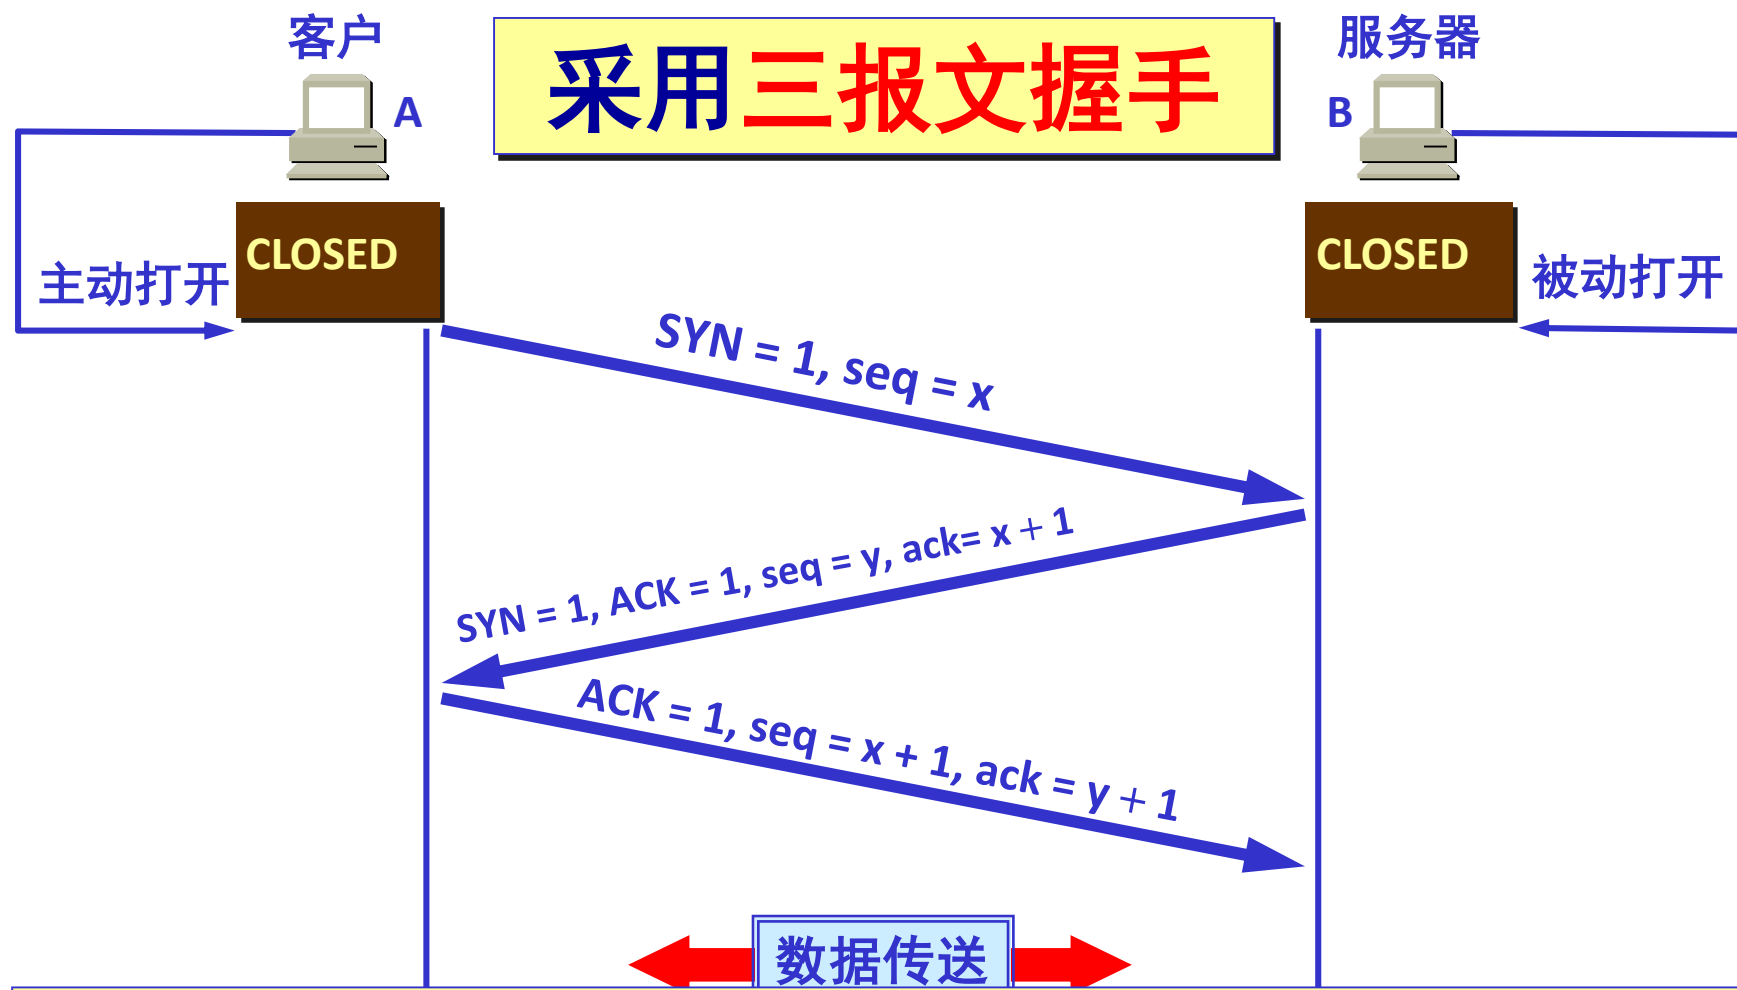 客户
采用三报文握手
服务器
A
B
CLOSED
CLOSED
主动打开
被动打开
SYN = 1, seq = x
SYN = 1, ACK = 1, seq = y, ack= x + 1
ACK = 1, seq = x + 1, ack = y + 1
数据传送